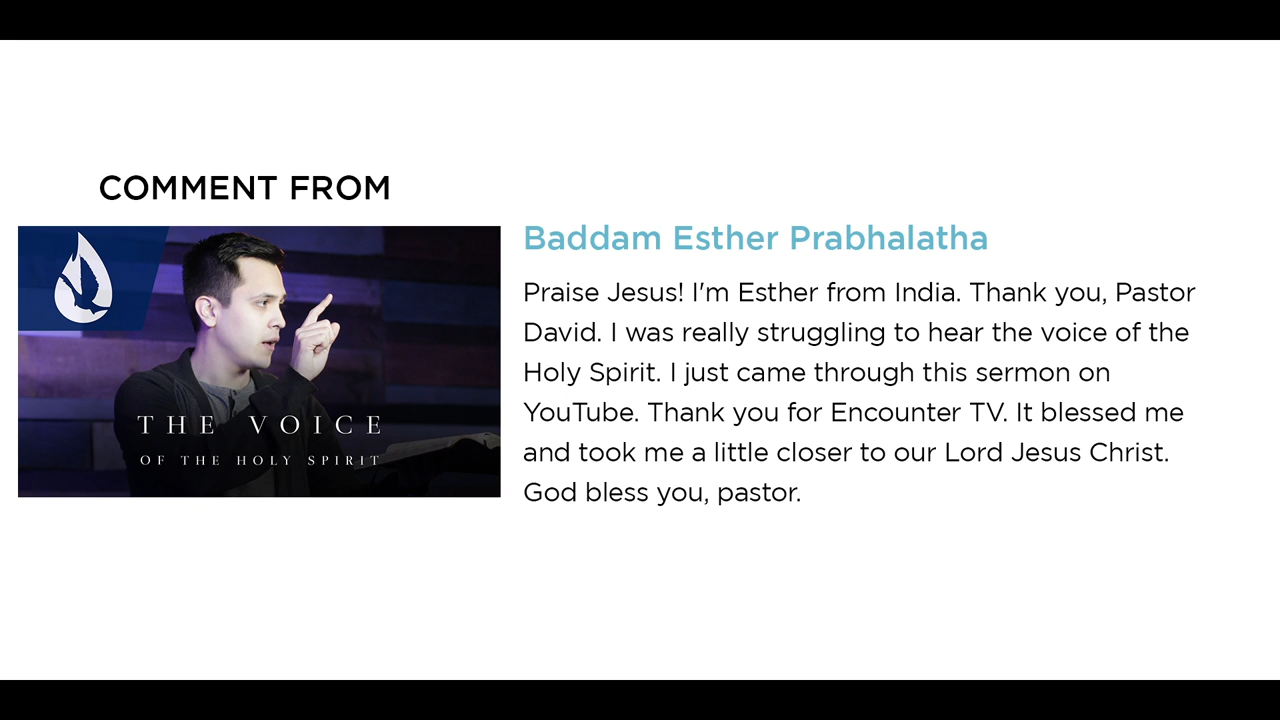 COMMENT FROM
THE VOICE
OF THE HOLY SPIRIT
Baddam Esther Prabhalatha
Praise Jesus! I'm Esther from India. Thank you, Pastor
David. I was really struggling to hear the voice of the
Holy Spirit. I just came through this sermon on
YouTube. Thank you for Encounter TV. It blessed me
and took me a little closer to our Lord Jesus Christ.
God bless you, pastor.